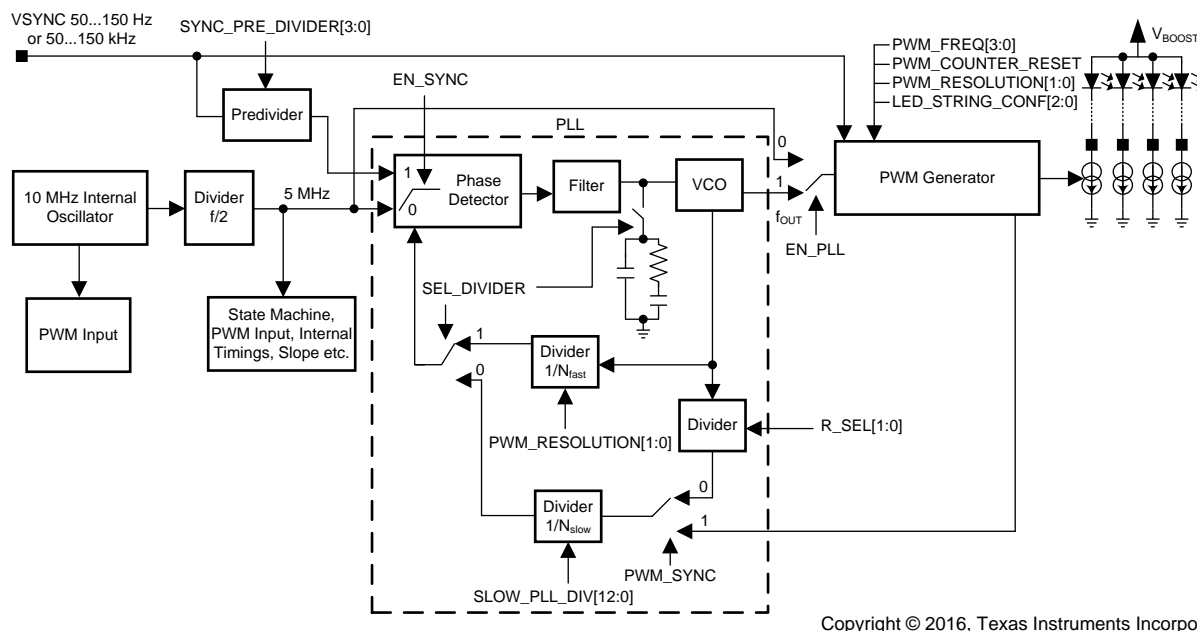 VSYNC 50...150 Hz
or 50...150 kHz
SYNC_PRE_DIVIDER[3:0]
EN_SYNC
PWM_FREQ[3:0]
PWM_COUNTER_RESET
PWM_RESOLUTION[1:0]
LED_STRING_CONF[2:0]
VBOOST
Predivider
PLL
0
10 MHz Internal
Oscillator
Divider
f/2
5 MHz
1
0
Phase
Detector
Filter
VCO
1
fOUT
EN_PLL
PWM Generator
PWM Input
State Machine,
PWM Input, Internal
Timings, Slope etc.
SEL_DIVIDER
1
0
Divider
1/Nfast
PWM_RESOLUTION[1:0]
Divider
R_SEL[1:0]
0
1
Divider
1/Nslow
PWM_SYNC
SLOW_PLL_DIV[12:0]
Copyright © 2016, Texas Instruments Incorpo